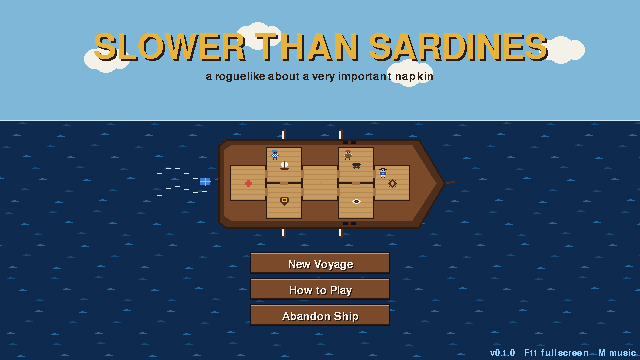 SLOWER THAN SARDINES
a roguelike about a very important napkin
New Voyage
How to Play
Abandon Ship
v0.1.0 F11 fullscreen - M music